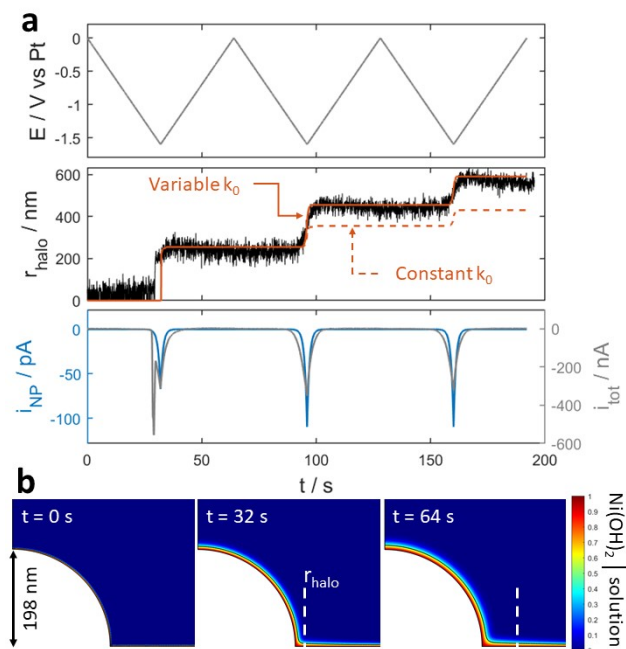 a
E / V vs Pt
0
-0.5
-1
-1.5
r_halo / nm
600
400
200
0
Variable k₀
Constant k₀
i_NP / pA
0
-50
-100
i_tot / nA
0
-200
-400
-600
0
50
100
150
200
t / s
b
t = 0 s
t = 32 s
t = 64 s
198 nm
r_halo
1
0.9
0.8
0.7
0.6
0.5
0.4
0.3
0.2
0.1
0
Ni(OH)₂ | solution